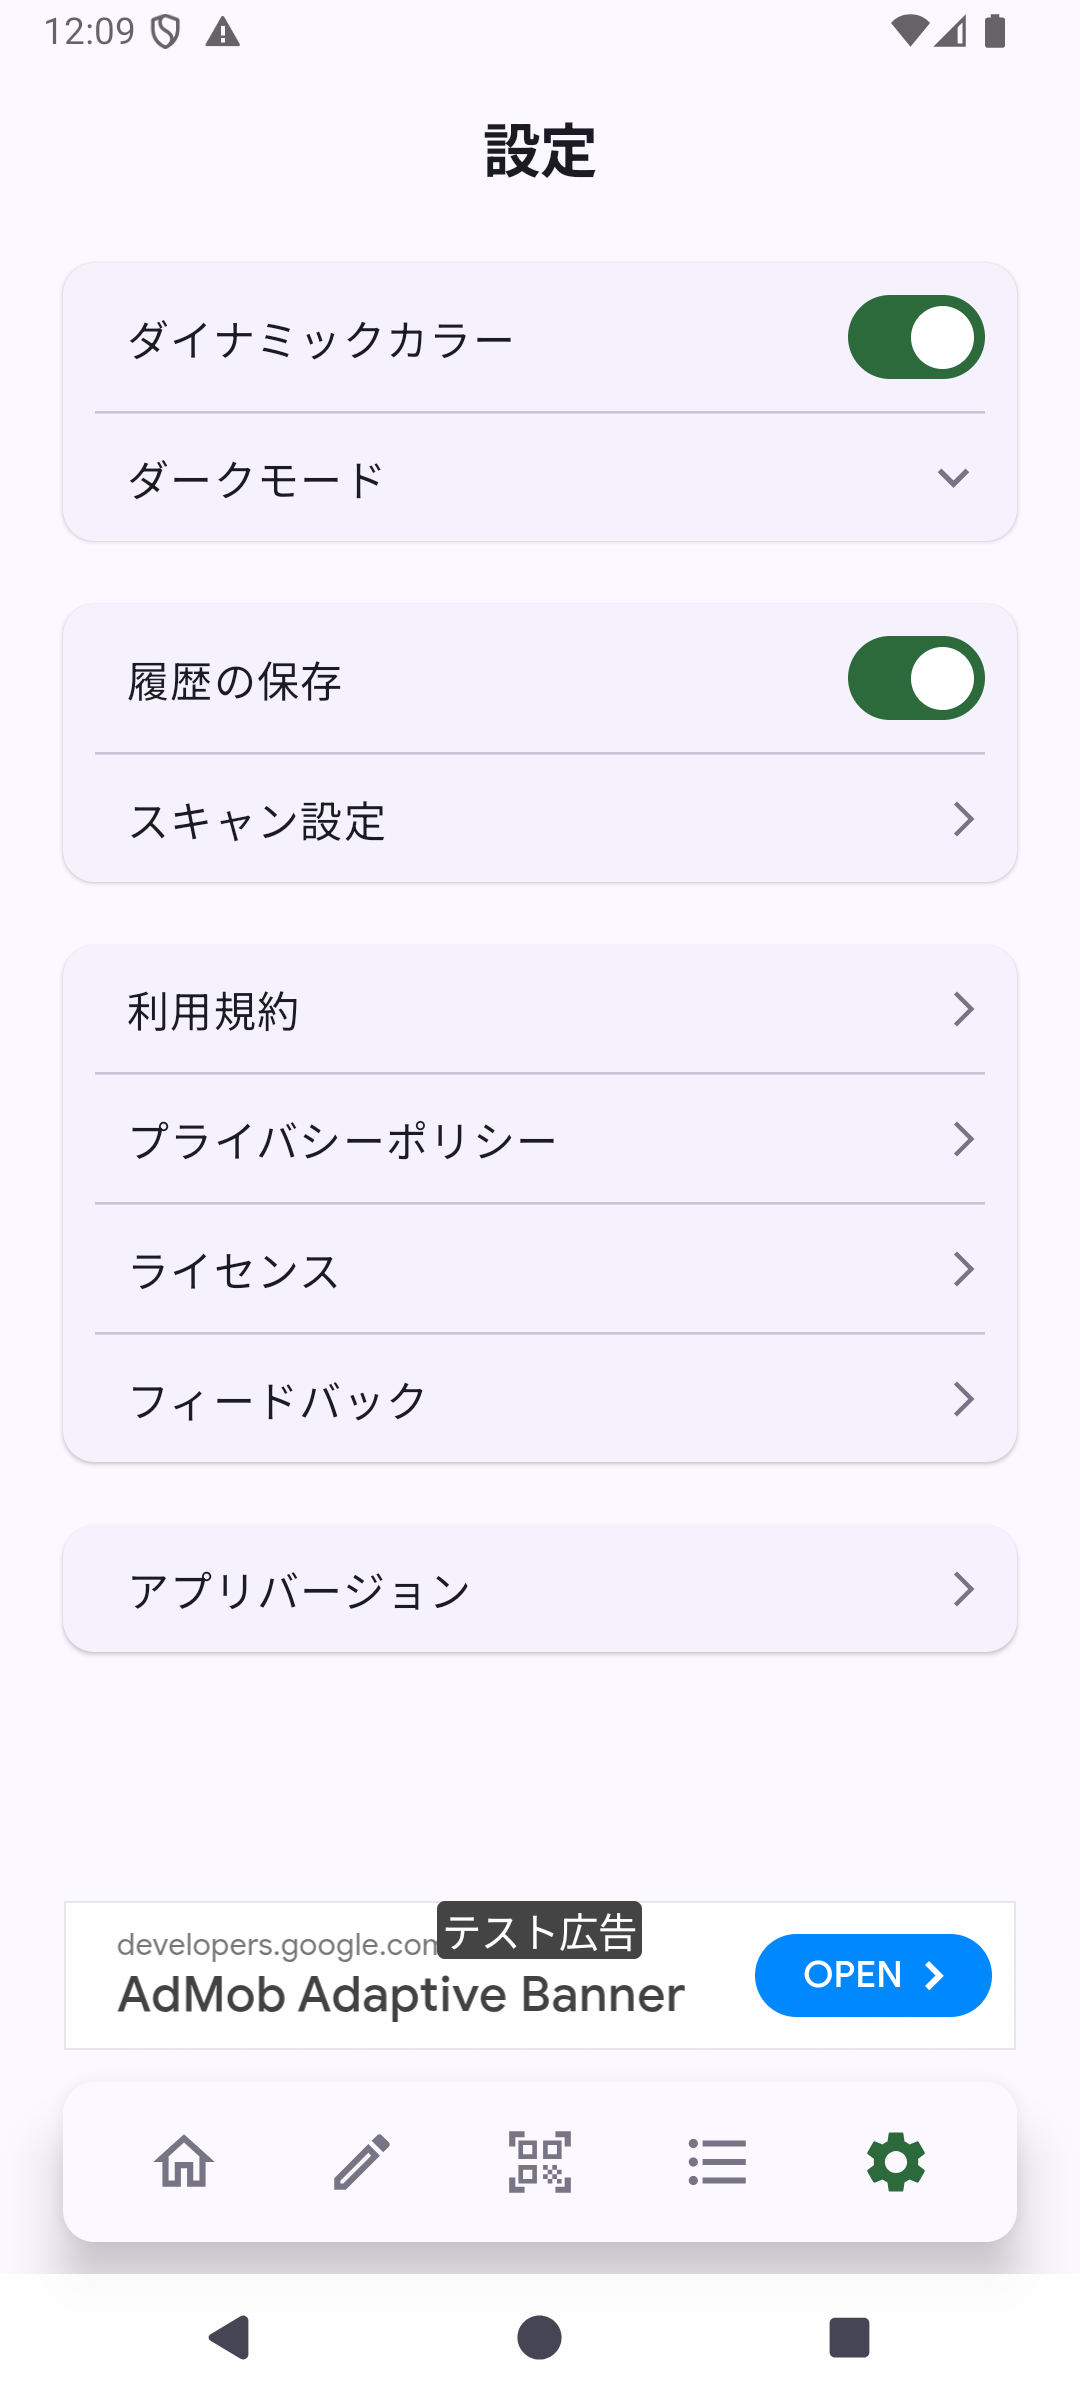 12:09
設定
ダイナミックカラー
ダークモード
履歴の保存
スキャン設定
利用規約
プライバシーポリシー
ライセンス
フィードバック
アプリバージョン
テスト広告
developers.google.com
AdMob Adaptive Banner
OPEN